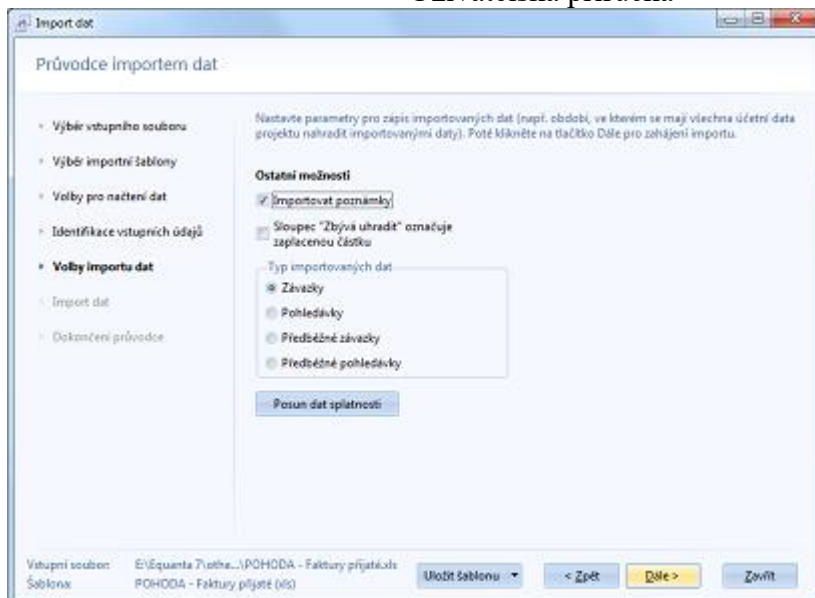 Import dat
Průvodce importem dat
Výběr vstupního souboru
Výběr importní šablony
Volby pro načtení dat
Identifikace vstupních údajů
Volby importu dat
Import dat
Dokončení průvodce
Nastavte parametry pro zápis importovaných dat (např. období, ve kterém se mají všechna účetní data
projektu nahradit importovanými daty). Poté klikněte na tlačítko Dále pro zahájení importu.
Ostatní možnosti
Importovat poznámky
Sloupec "Zbývá uhradit" označuje
zaplacenou částku
Typ importovaných dat
Závazky
Pohledávky
Předběžné závazky
Předběžné pohledávky
Posun dat splatnosti
Vstupní soubor: E:\Equanta 7\othe...\POHODA - Faktury přijaté.xls
Šablona: POHODA - Faktury přijaté (xls)
Uložit šablonu
< Zpět
Dále >
Zavřít